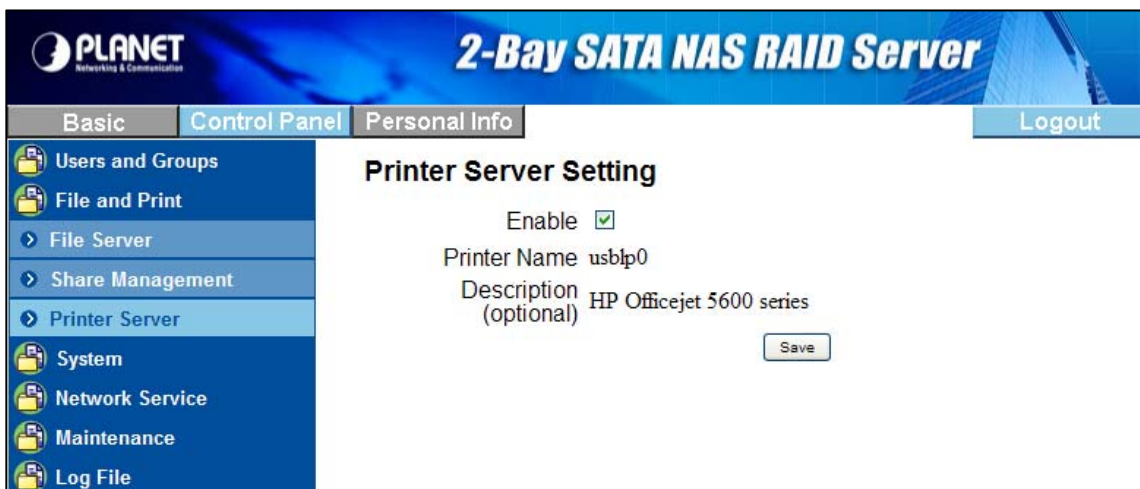 PLANET
Networking & Communication
2-Bay SATA NAS RAID Server
Basic
Control Panel
Personal Info
Logout
Users and Groups
File and Print
File Server
Share Management
Printer Server
System
Network Service
Maintenance
Log File
Printer Server Setting
Enable
Printer Name usblp0
Description
(optional) HP Officejet 5600 series
Save